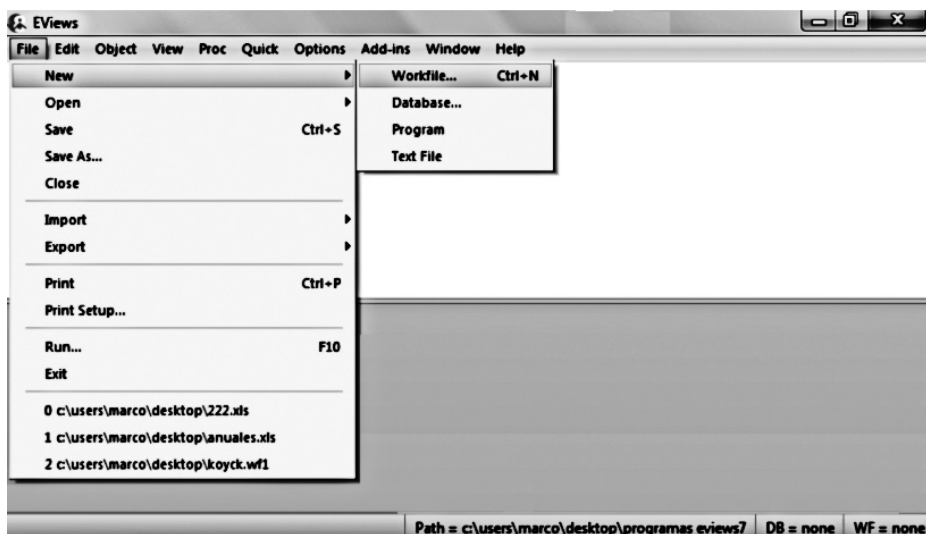 EViews
File Edit Object View Proc Quick Options Add-ins Window Help
New
Workfile... Ctrl+N
Open
Database...
Save Ctrl+S
Program
Save As...
Text File
Close
Import
Export
Print Ctrl+P
Print Setup...
Run... F10
Exit
0 c:\users\marco\desktop\222.xls
1 c:\users\marco\desktop\anuales.xls
2 c:\users\marco\desktop\koyck.wf1
Path = c:\users\marco\desktop\programas eviews7 DB = none WF = none